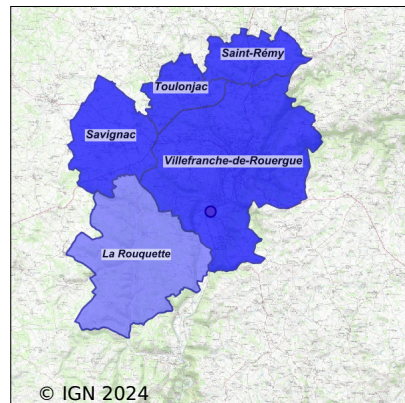 Saint-Rémy
Toulonjac
Savignac
Villefranche-de-Rouergue
La Rouquette
© IGN 2024